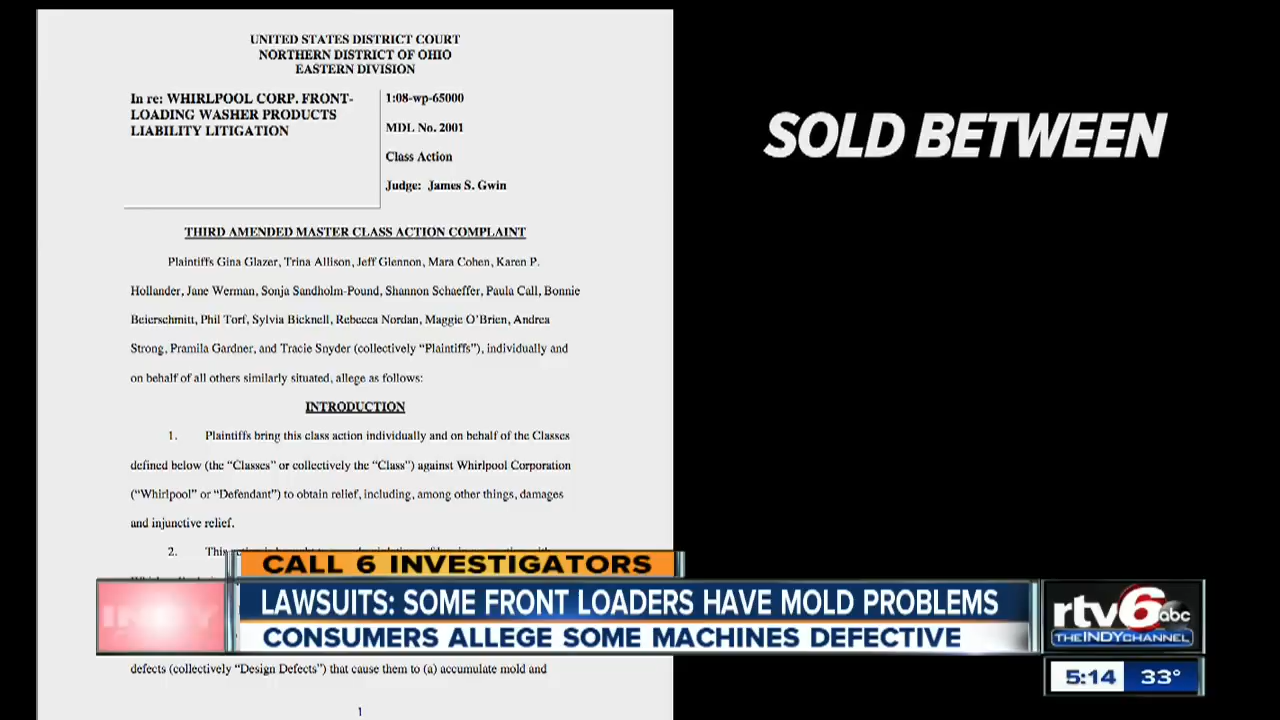 UNITED STATES DISTRICT COURT
NORTHERN DISTRICT OF OHIO
EASTERN DIVISION
In re: WHIRLPOOL CORP. FRONT-
LOADING WASHER PRODUCTS
LIABILITY LITIGATION
1:08-wp-65000
MDL No. 2001
Class Action
Judge: James S. Gwin
THIRD AMENDED MASTER CLASS ACTION COMPLAINT
Plaintiffs Gina Glazer, Trina Allison, Jeff Glennon, Mara Cohen, Karen P.
Hollander, Jane Werman, Sonja Sandholm-Pound, Shannon Schaeffer, Paula Call, Bonnie
Beierschmitt, Phil Torf, Sylvia Bicknell, Rebecca Nordan, Maggie O'Brien, Andrea
Strong, Pramila Gardner, and Tracie Snyder (collectively “Plaintiffs”), individually and
on behalf of all others similarly situated, allege as follows:
INTRODUCTION
1. Plaintiffs bring this class action individually and on behalf of the Classes
defined below (the “Classes” or collectively the “Class”) against Whirlpool Corporation
(“Whirlpool” or “Defendant”) to obtain relief, including, among other things, damages
and injunctive relief.
2. This
defects (collectively “Design Defects”) that cause them to (a) accumulate mold and
1
SOLD BETWEEN
CALL 6 INVESTIGATORS
LAWSUITS: SOME FRONT LOADERS HAVE MOLD PROBLEMS
CONSUMERS ALLEGE SOME MACHINES DEFECTIVE
INDY
rtv6 abc
THEINDYCHANNEL
5:14 33°